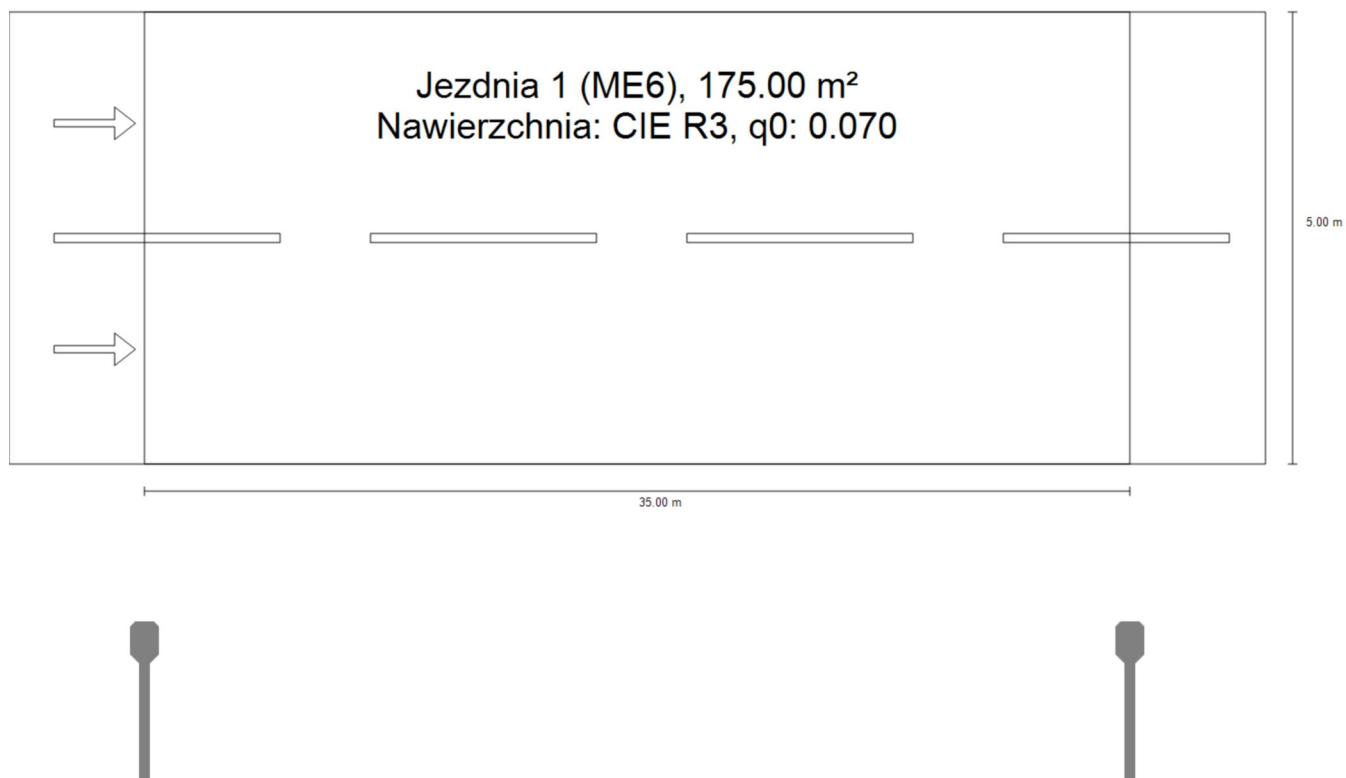 Jezdnia 1 (ME6), 175.00 m²
Nawierzchnia: CIE R3, q0: 0.070
5.00 m
35.00 m